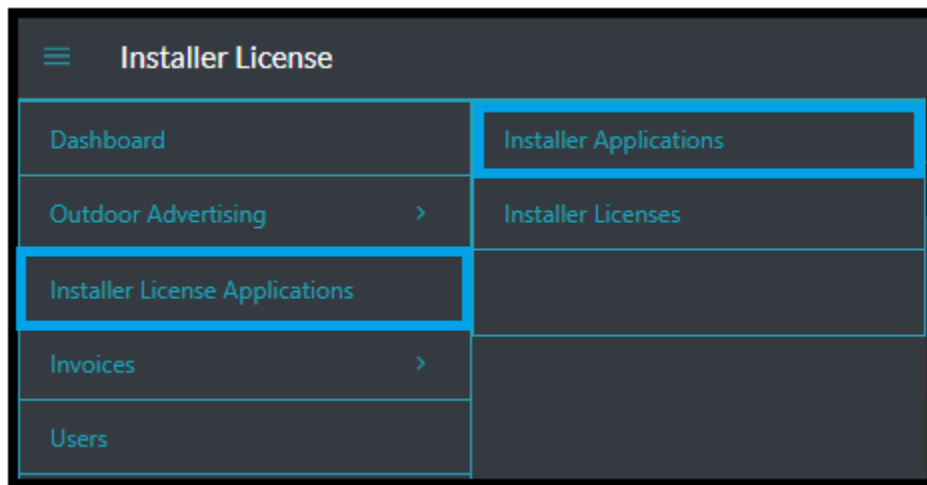 Installer License
Dashboard
Outdoor Advertising
Installer License Applications
Invoices
Users
Installer Applications
Installer Licenses